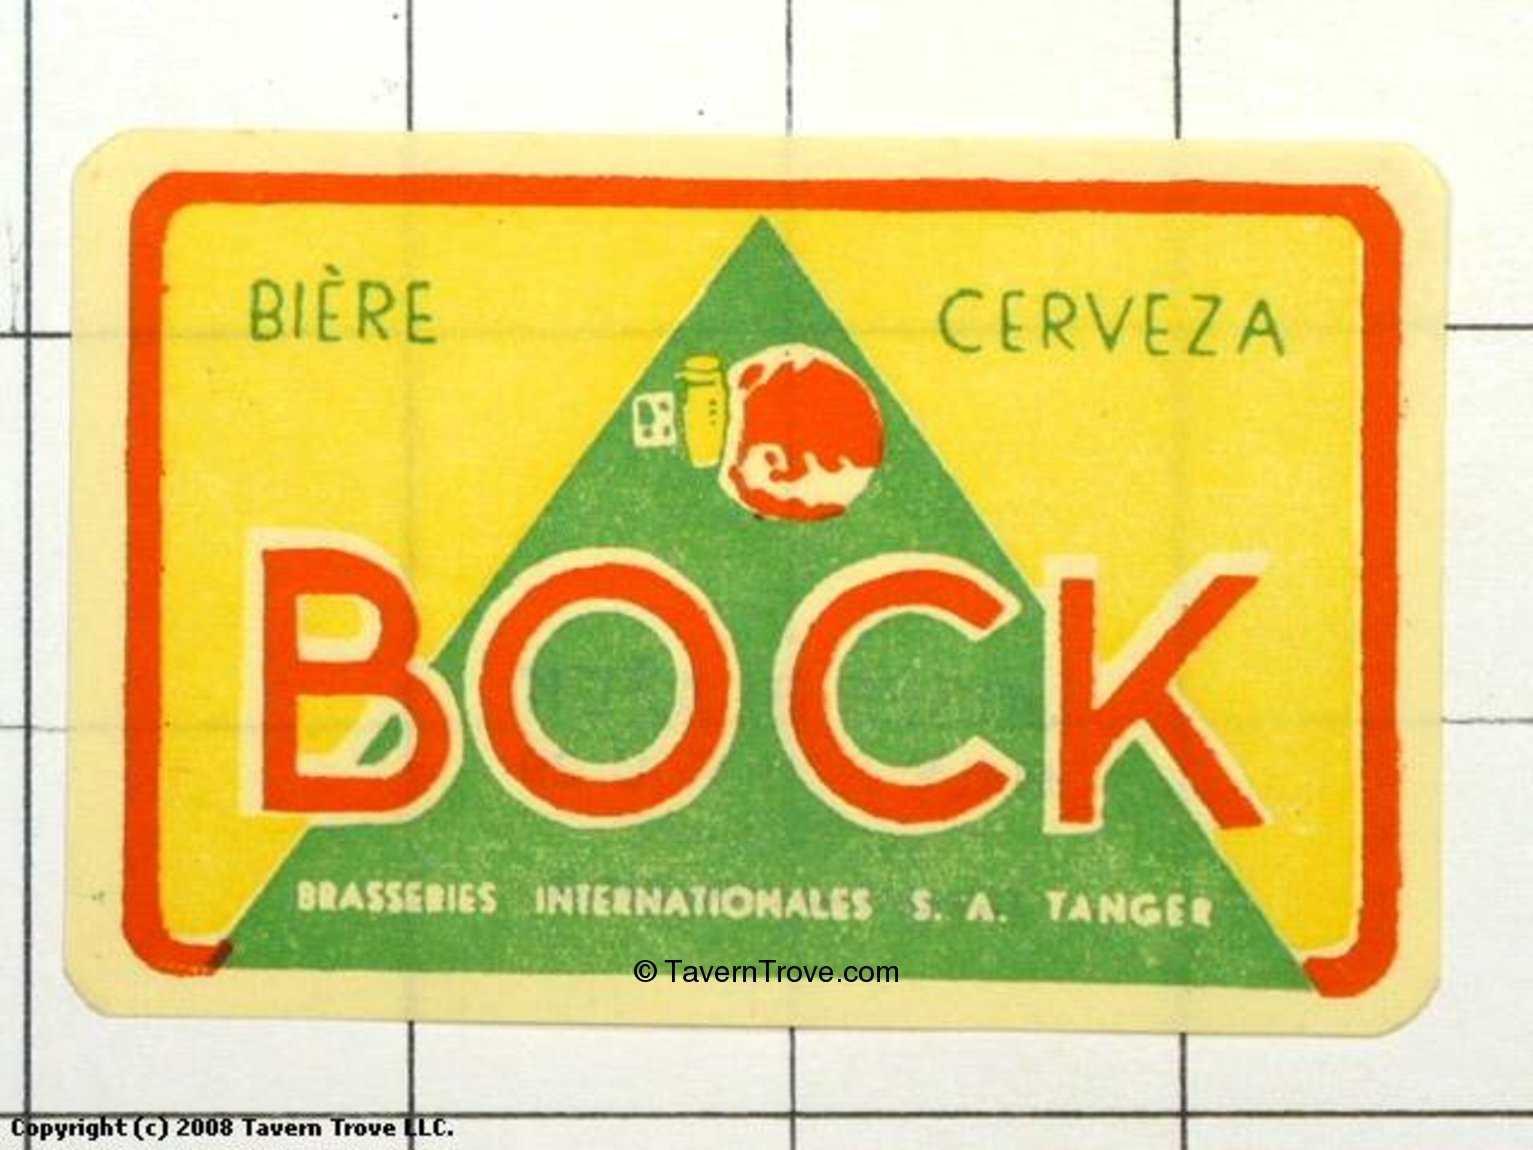 BIÈRE CERVEZA
BOCK
BRASSERIES INTERNATIONALES S. A. TANGER
© TavernTrove.com
Copyright (c) 2008 Tavern Trove LLC.